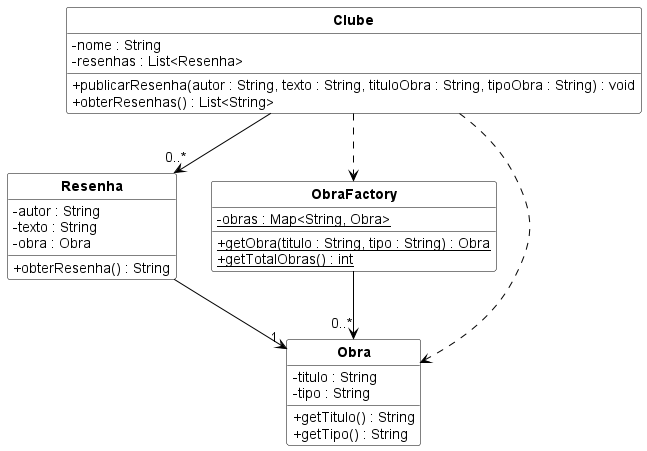 Clube
-nome : String
-resenhas : List<Resenha>
+publicarResenha(autor : String, texto : String, tituloObra : String, tipoObra : String) : void
+obterResenhas() : List<String>
0..*
Resenha
-autor : String
-texto : String
-obra : Obra
+obterResenha() : String
ObraFactory
-obras : Map<String, Obra>
+getObra(titulo : String, tipo : String) : Obra
+getTotalObras() : int
1
0..*
Obra
-titulo : String
-tipo : String
+getTitulo() : String
+getTipo() : String